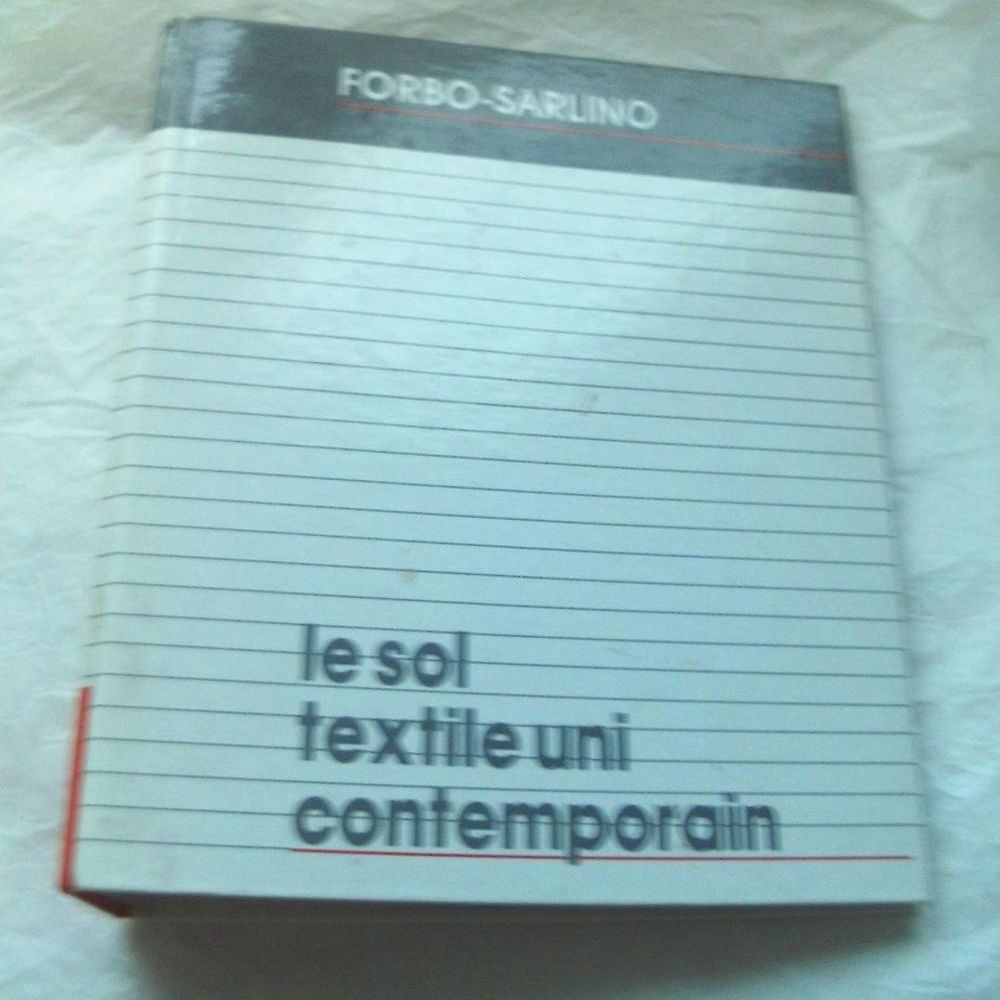 FORBO-SARLINO
le sol
textile uni
contemporain